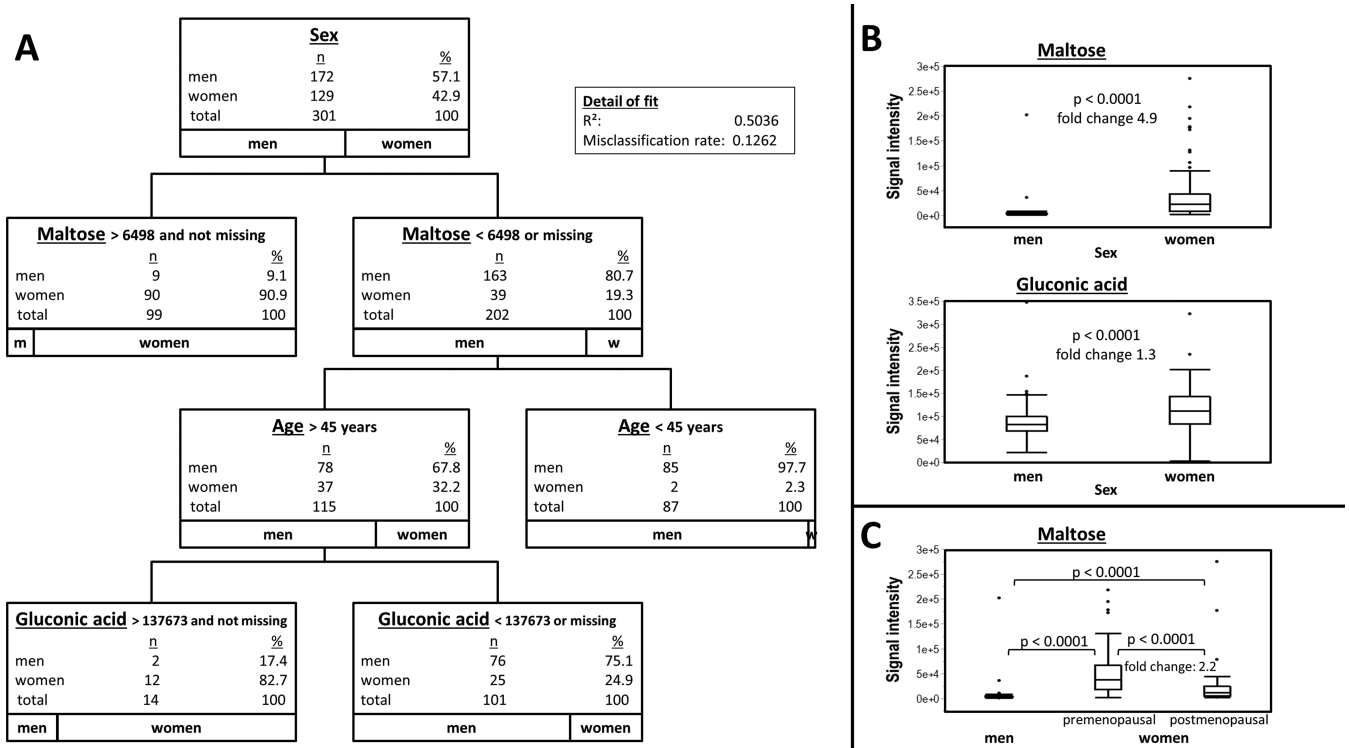 A
Sex
n %
men 172 57.1
women 129 42.9
total 301 100
men women
Detail of fit
R²: 0.5036
Misclassification rate: 0.1262
Maltose > 6498 and not missing
n %
men 9 9.1
women 90 90.9
total 99 100
m women
Maltose < 6498 or missing
n %
men 163 80.7
women 39 19.3
total 202 100
men w
Age > 45 years
n %
men 78 67.8
women 37 32.2
total 115 100
men women
Age < 45 years
n %
men 85 97.7
women 2 2.3
total 87 100
men w
Gluconic acid > 137673 and not missing
n %
men 2 17.4
women 12 82.7
total 14 100
men women
Gluconic acid < 137673 or missing
n %
men 76 75.1
women 25 24.9
total 101 100
men women
B
Maltose
Signal intensity
3e+5
2.5e+5
2e+5
1.5e+5
1e+5
5e+4
0e+0
p < 0.0001
fold change 4.9
men women
Sex
Gluconic acid
Signal intensity
3.5e+5
3e+5
2.5e+5
2e+5
1.5e+5
1e+5
5e+4
0e+0
p < 0.0001
fold change 1.3
men women
Sex
C
Maltose
Signal intensity
3e+5
2.5e+5
2e+5
1.5e+5
1e+5
5e+4
0e+0
p < 0.0001
p < 0.0001 p < 0.0001
fold change: 2.2
premenopausal postmenopausal
men women